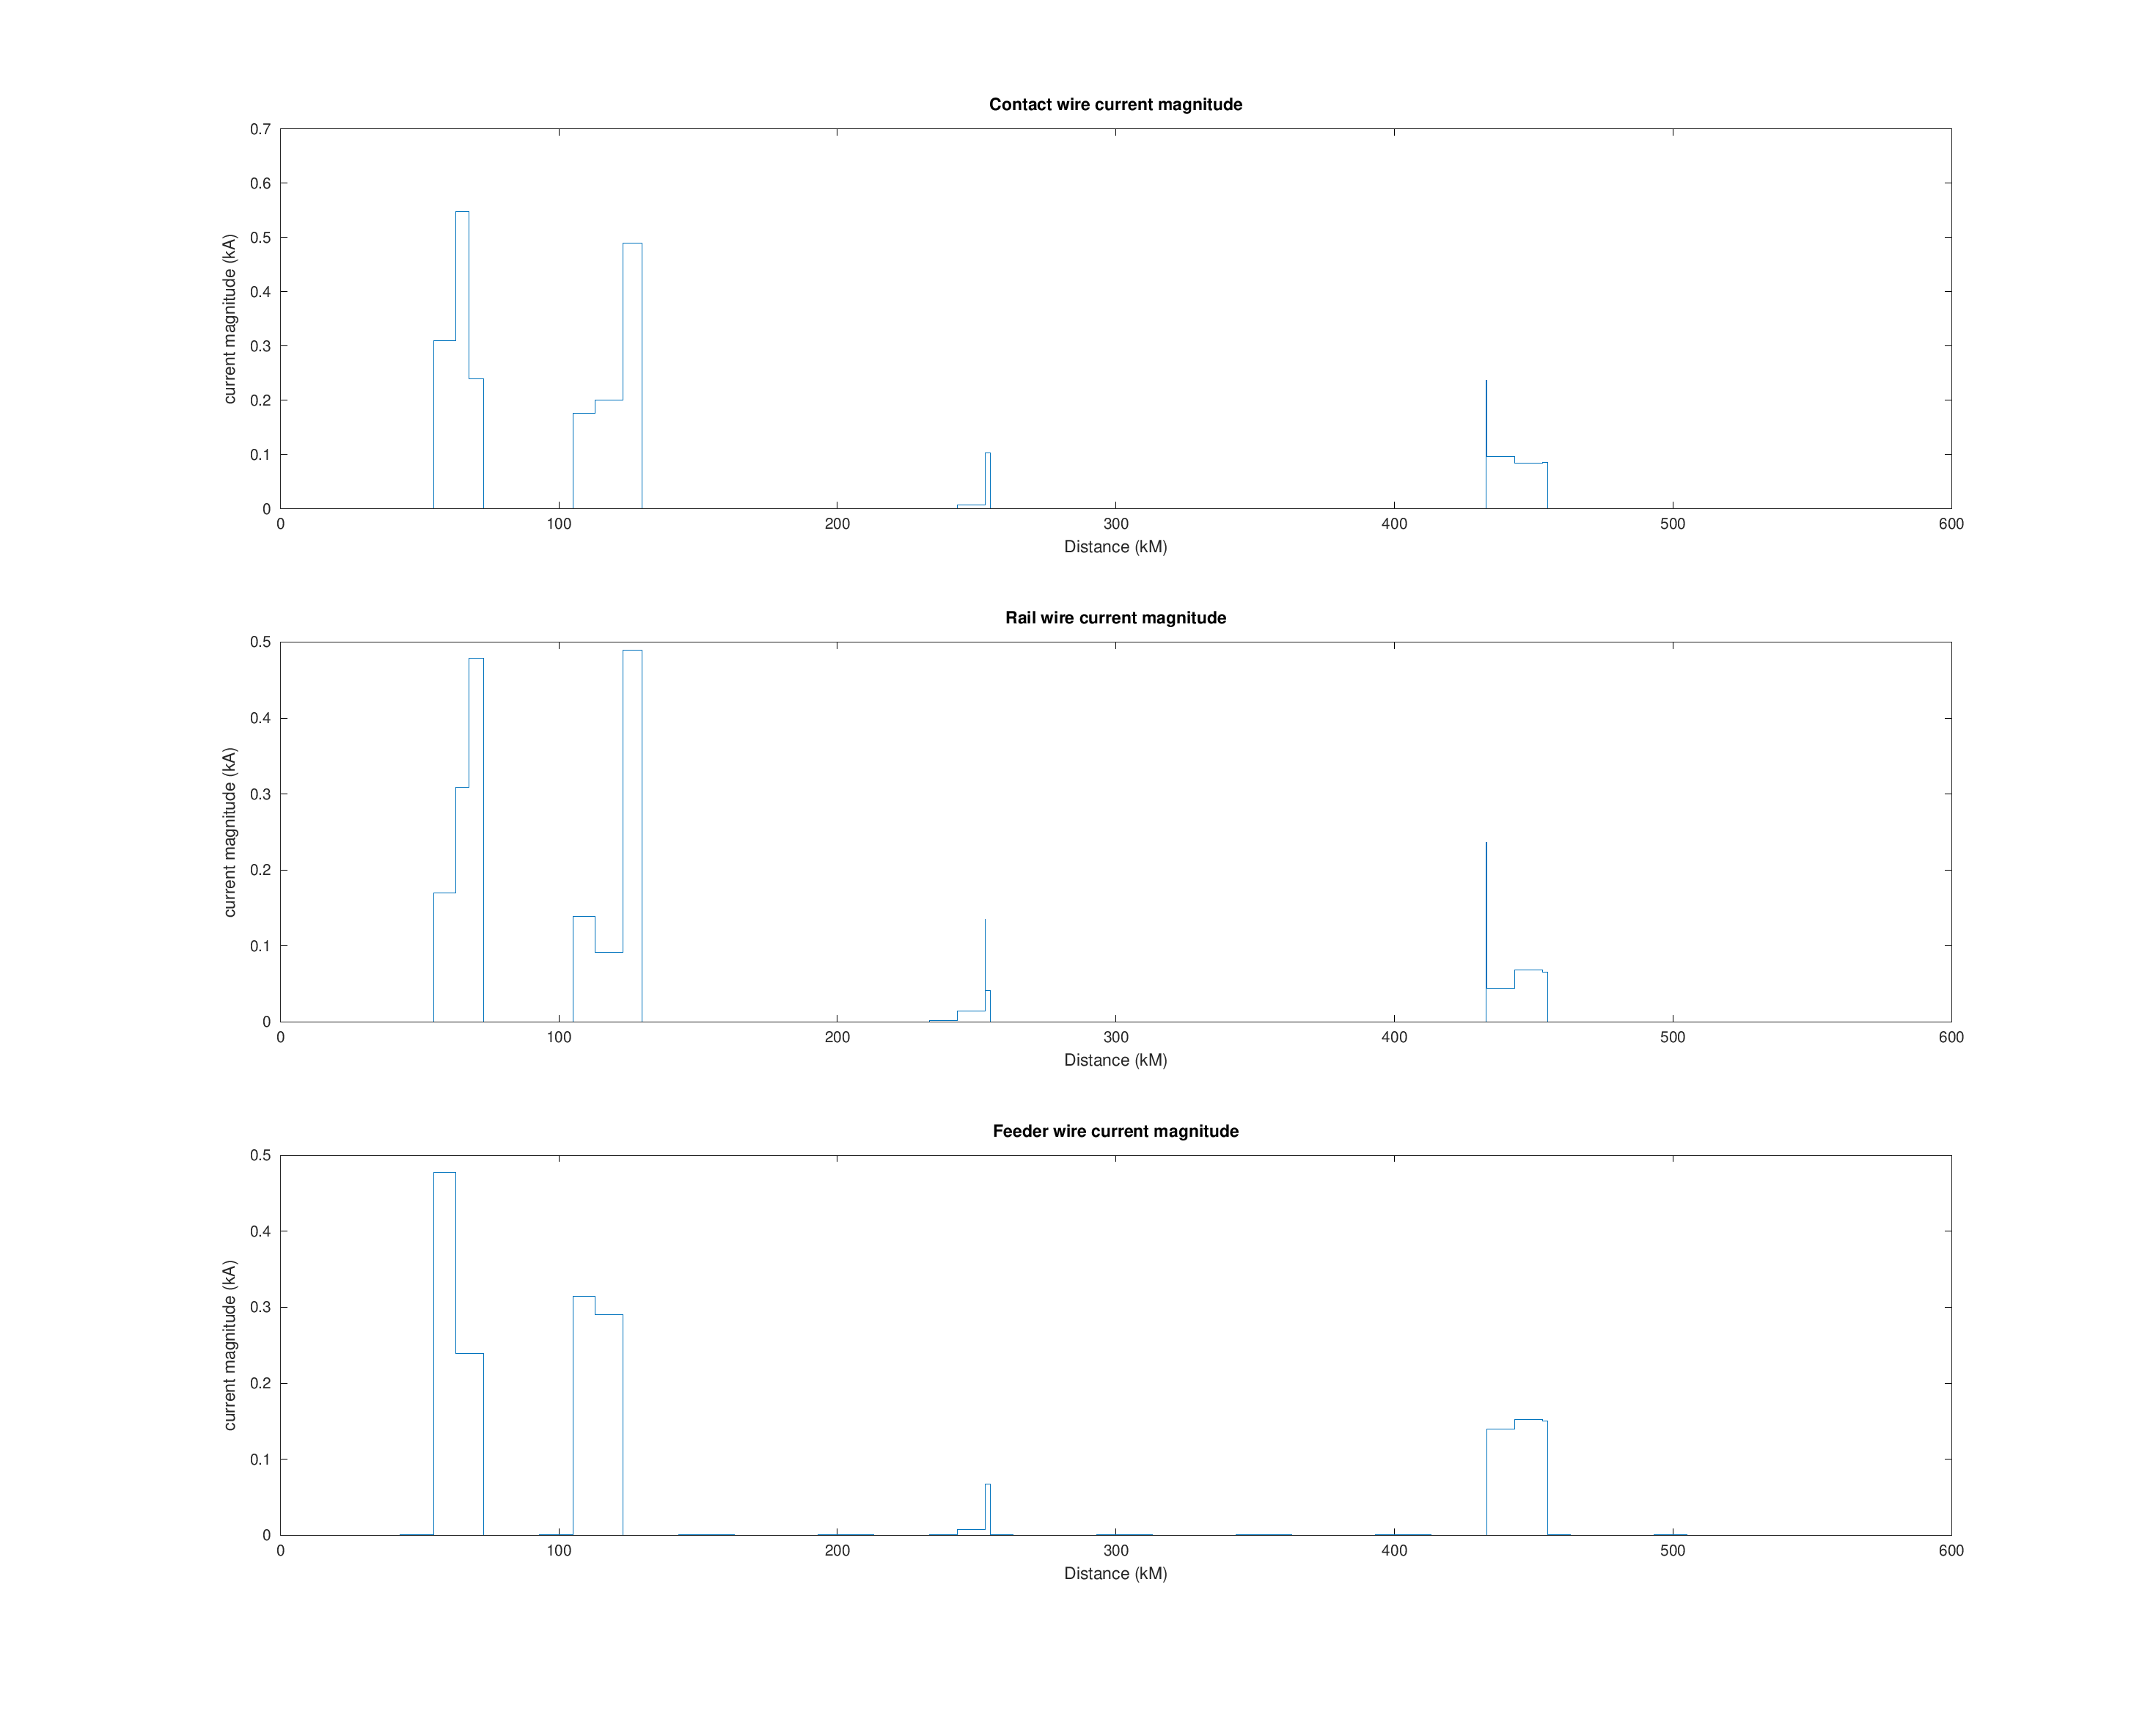 Contact wire current magnitude
0.7
0.6
0.5
0.4
0.3
0.2
0.1
0
current magnitude (kA)
0 100 200 300 400 500 600
Distance (kM)
Rail wire current magnitude
0.5
0.4
0.3
0.2
0.1
0
current magnitude (kA)
0 100 200 300 400 500 600
Distance (kM)
Feeder wire current magnitude
0.5
0.4
0.3
0.2
0.1
0
current magnitude (kA)
0 100 200 300 400 500 600
Distance (kM)